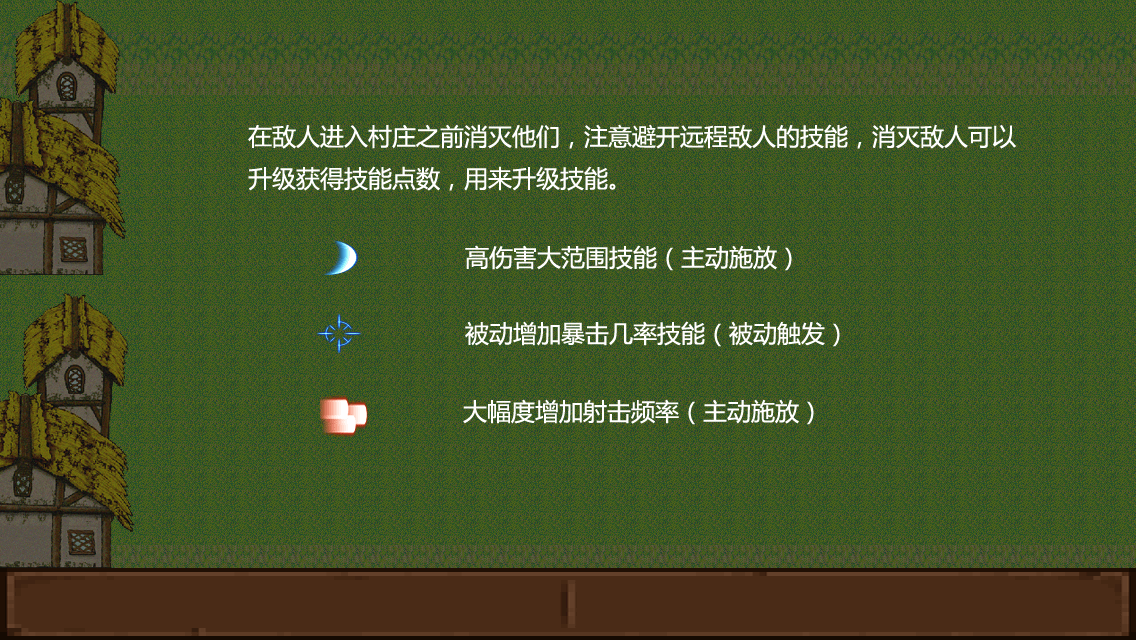 在敌人进入村庄之前消灭他们，注意避开远程敌人的技能，消灭敌人可以
升级获得技能点数，用来升级技能。
高伤害大范围技能（主动施放）
被动增加暴击几率技能（被动触发）
大幅度增加射击频率（主动施放）